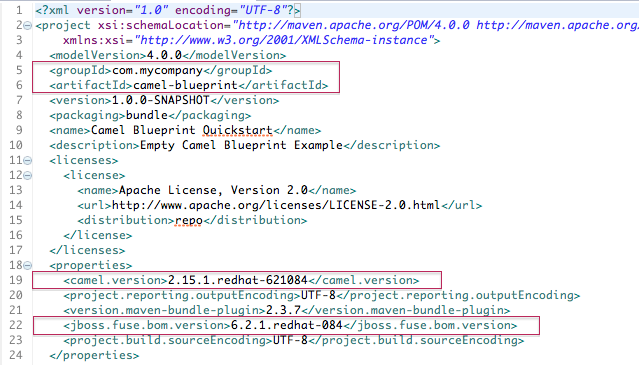 1 <?xml version="1.0" encoding="UTF-8"?>
2 <project xsi:schemaLocation="http://maven.apache.org/POM/4.0.0 http://maven.apache.org/
3 xmlns:xsi="http://www.w3.org/2001/XMLSchema-instance">
4 <modelVersion>4.0.0</modelVersion>
5 <groupId>com.mycompany</groupId>
6 <artifactId>camel-blueprint</artifactId>
7 <version>1.0.0-SNAPSHOT</version>
8 <packaging>bundle</packaging>
9 <name>Camel Blueprint Quickstart</name>
10 <description>Empty Camel Blueprint Example</description>
11 <licenses>
12 <license>
13 <name>Apache License, Version 2.0</name>
14 <url>http://www.apache.org/licenses/LICENSE-2.0.html</url>
15 <distribution>repo</distribution>
16 </license>
17 </licenses>
18 <properties>
19 <camel.version>2.15.1.redhat-621084</camel.version>
20 <project.reporting.outputEncoding>UTF-8</project.reporting.outputEncoding>
21 <version.maven-bundle-plugin>2.3.7</version.maven-bundle-plugin>
22 <jboss.fuse.bom.version>6.2.1.redhat-084</jboss.fuse.bom.version>
23 <project.build.sourceEncoding>UTF-8</project.build.sourceEncoding>
24 </properties>